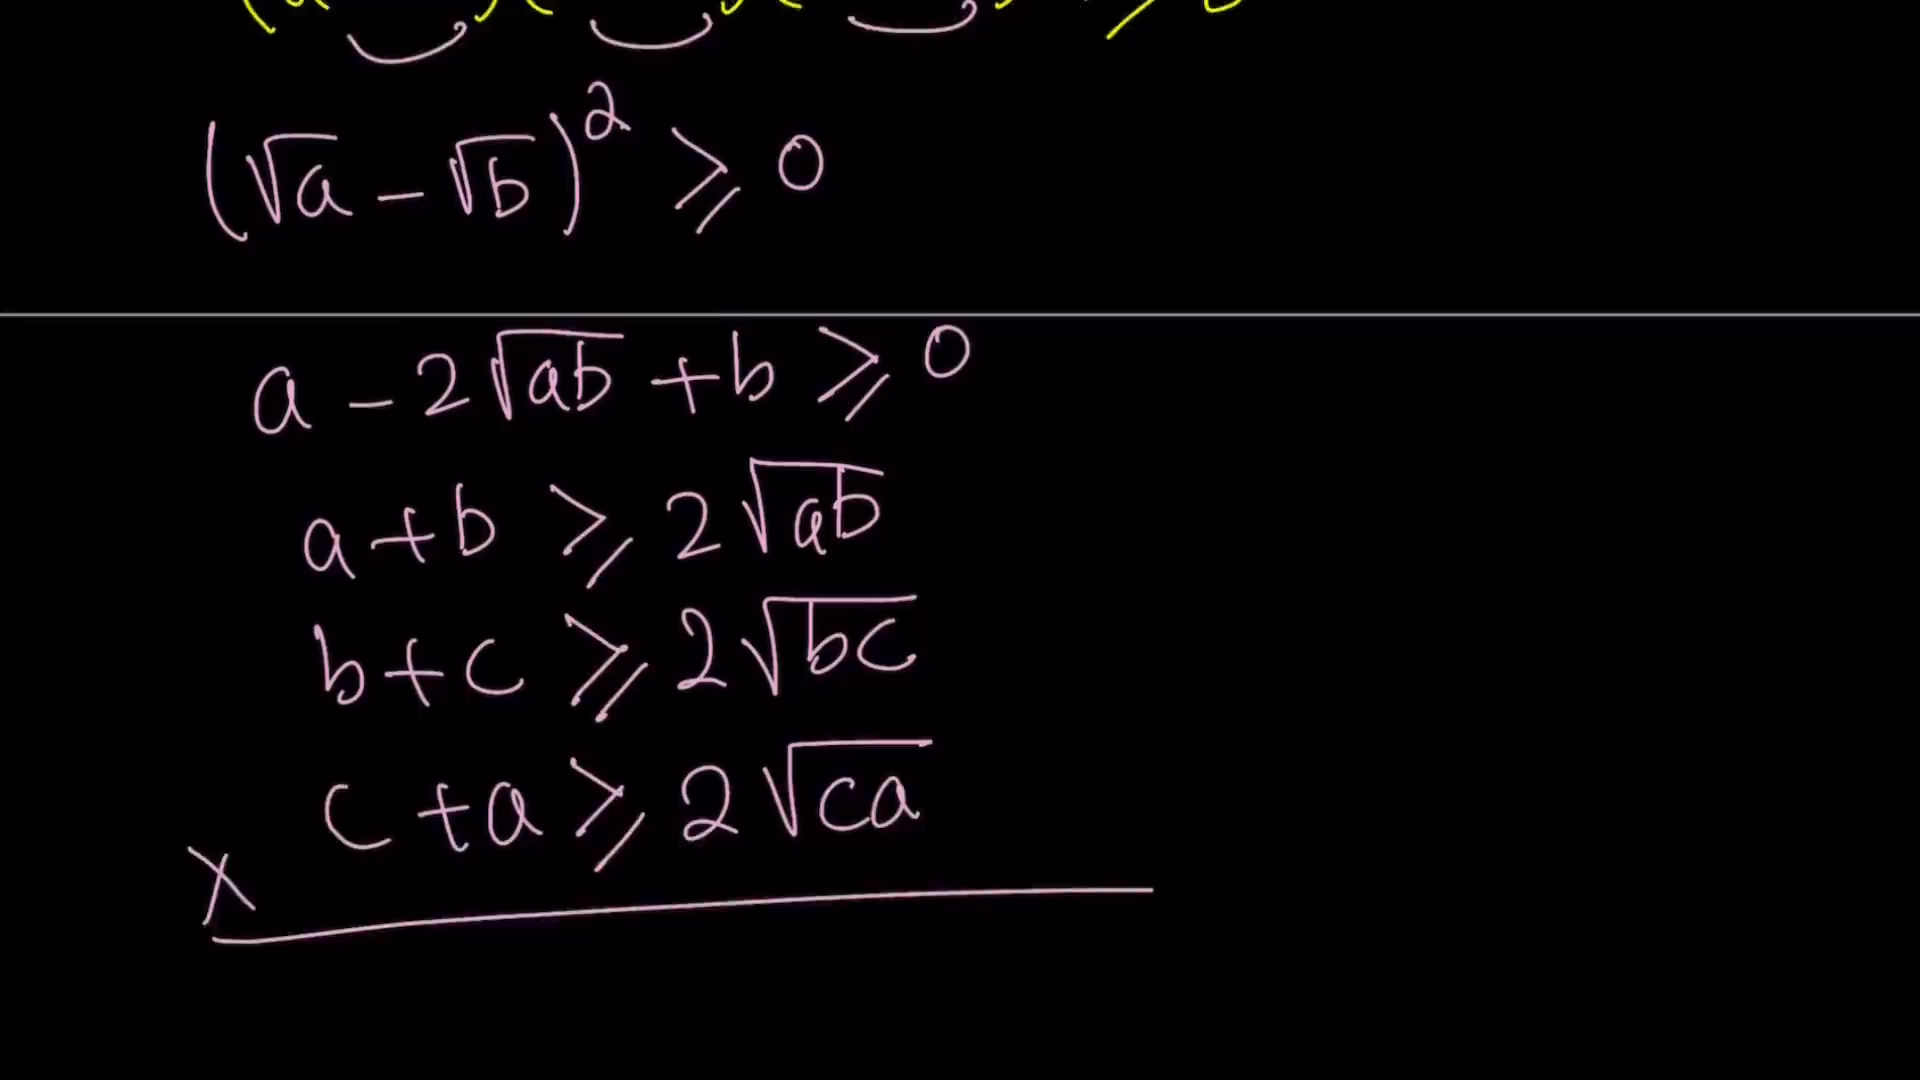 (√a - √b)² ≥ 0
a - 2√ab + b ≥ 0
a + b ≥ 2√ab
b + c ≥ 2√bc
c + a ≥ 2√ca
X